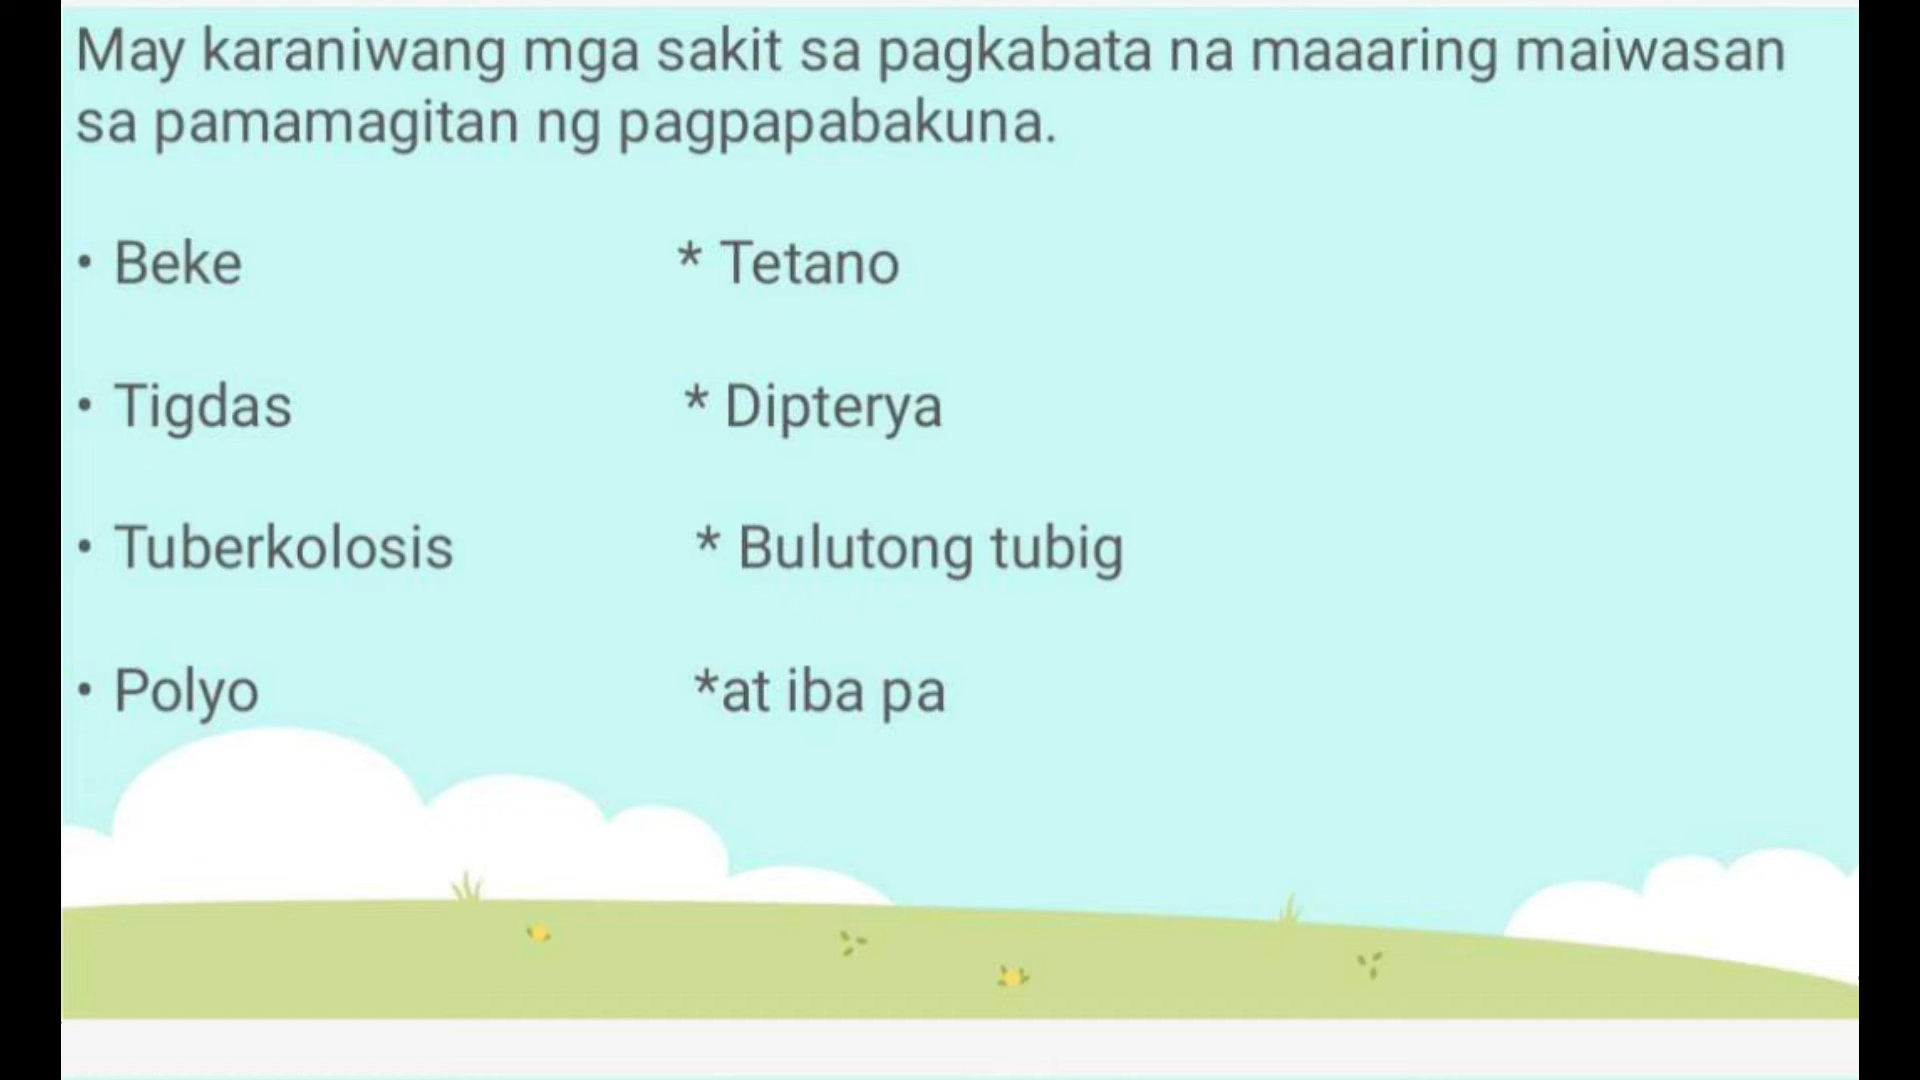 May karaniwang mga sakit sa pagkabata na maaaring maiwasan
sa pamamagitan ng pagpapabakuna.
• Beke * Tetano
• Tigdas * Dipterya
• Tuberkolosis * Bulutong tubig
• Polyo *at iba pa